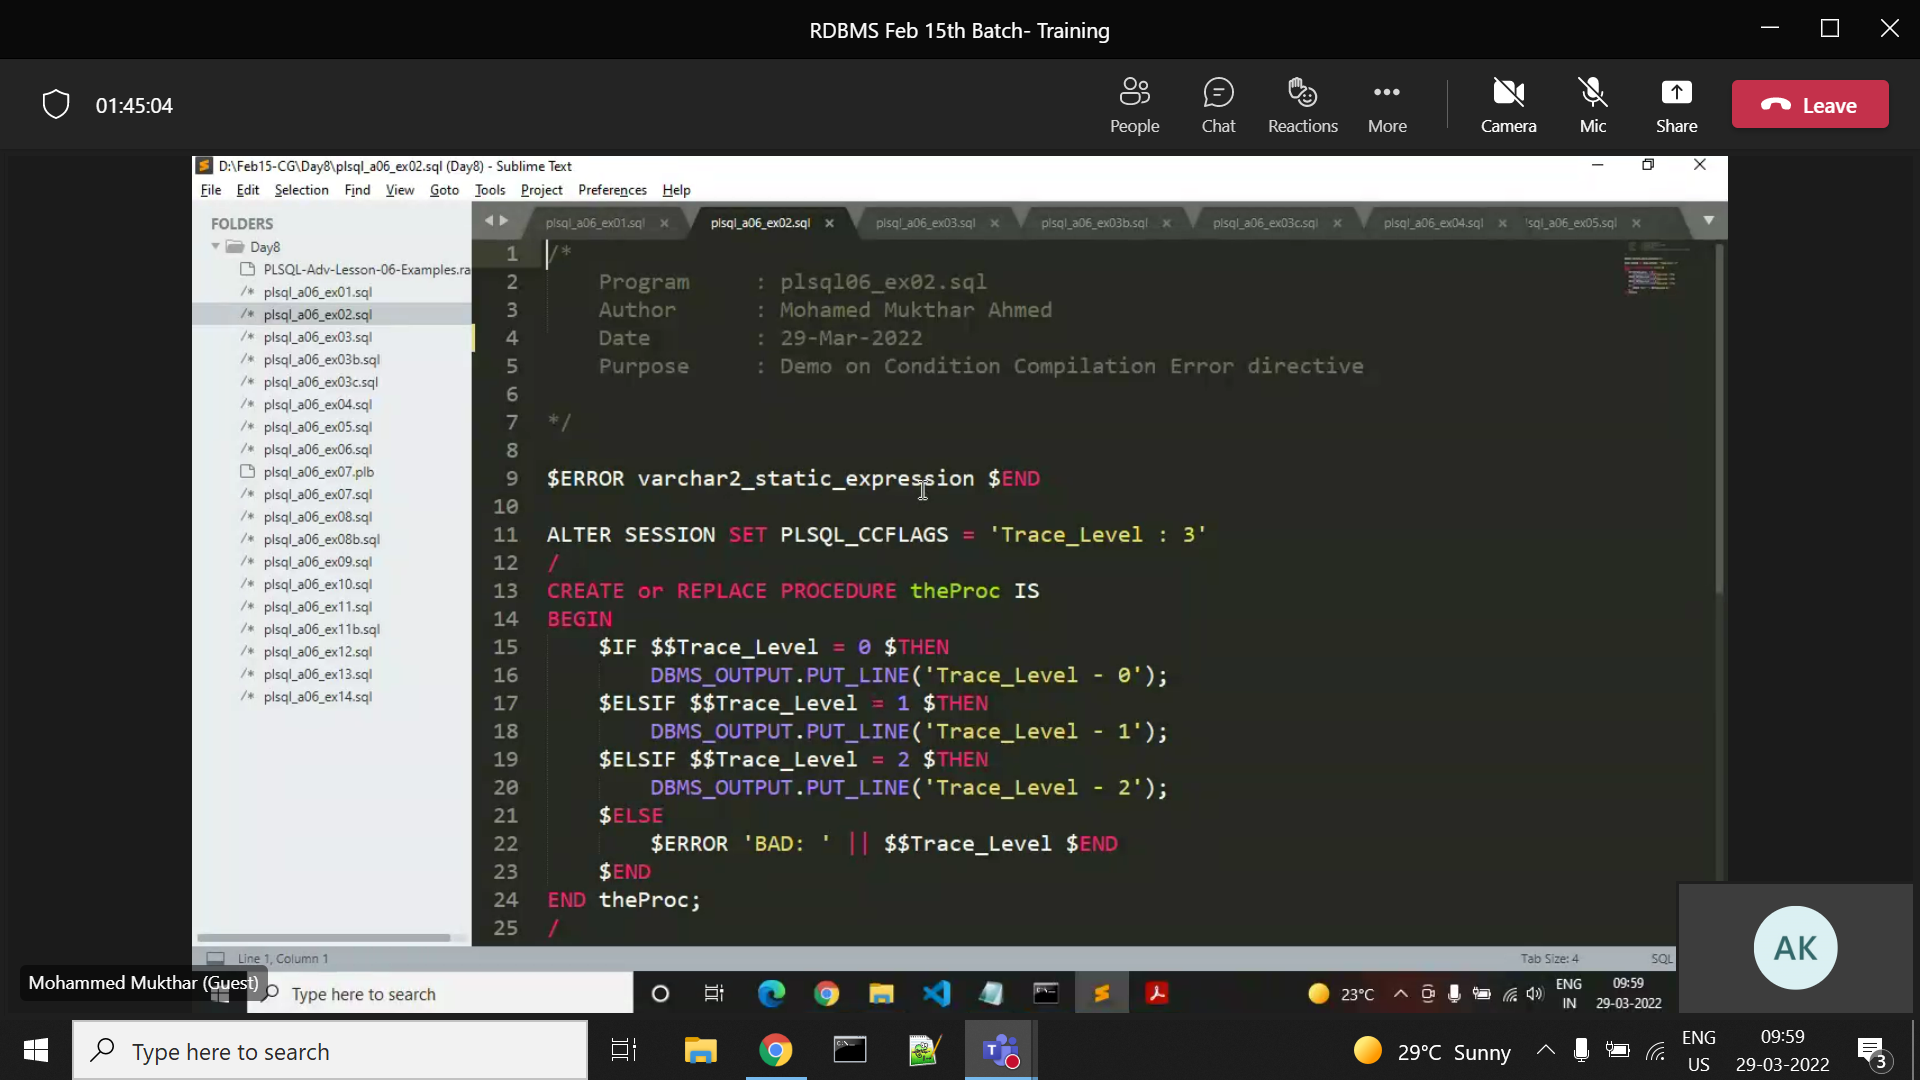 RDBMS Feb 15th Batch- Training
01:45:04
People
Chat
Reactions
More
Camera
Mic
Share
Leave
D:\Feb15-CG\Day8\plsql_a06_ex02.sql (Day8) - Sublime Text
File Edit Selection Find View Goto Tools Project Preferences Help
FOLDERS
Day8
PLSQL-Adv-Lesson-06-Examples.ra
/* plsql_a06_ex01.sql
/* plsql_a06_ex02.sql
/* plsql_a06_ex03.sql
/* plsql_a06_ex03b.sql
/* plsql_a06_ex03c.sql
/* plsql_a06_ex04.sql
/* plsql_a06_ex05.sql
/* plsql_a06_ex06.sql
plsql_a06_ex07.plb
/* plsql_a06_ex07.sql
/* plsql_a06_ex08.sql
/* plsql_a06_ex08b.sql
/* plsql_a06_ex09.sql
/* plsql_a06_ex10.sql
/* plsql_a06_ex11.sql
/* plsql_a06_ex11b.sql
/* plsql_a06_ex12.sql
/* plsql_a06_ex13.sql
/* plsql_a06_ex14.sql
plsql_a06_ex01.sql plsql_a06_ex02.sql plsql_a06_ex03.sql plsql_a06_ex03b.sql plsql_a06_ex03c.sql plsql_a06_ex04.sql sql_a06_ex05.sql
1 /*
2 Program : plsql06_ex02.sql
3 Author : Mohamed Mukthar Ahmed
4 Date : 29-Mar-2022
5 Purpose : Demo on Condition Compilation Error directive
6
7 */
8
9 $ERROR varchar2_static_expression $END
10
11 ALTER SESSION SET PLSQL_CCFLAGS = 'Trace_Level : 3'
12 /
13 CREATE or REPLACE PROCEDURE theProc IS
14 BEGIN
15 $IF $$Trace_Level = 0 $THEN
16 DBMS_OUTPUT.PUT_LINE('Trace_Level - 0');
17 $ELSIF $$Trace_Level = 1 $THEN
18 DBMS_OUTPUT.PUT_LINE('Trace_Level - 1');
19 $ELSIF $$Trace_Level = 2 $THEN
20 DBMS_OUTPUT.PUT_LINE('Trace_Level - 2');
21 $ELSE
22 $ERROR 'BAD: ' || $$Trace_Level $END
23 $END
24 END theProc;
25 /
Line 1, Column 1
Tab Size: 4
SQL
Mohammed Mukthar (Guest)
AK
Type here to search
23°C
ENG
IN
09:59
29-03-2022
Type here to search
29°C Sunny
ENG
US
09:59
29-03-2022
3